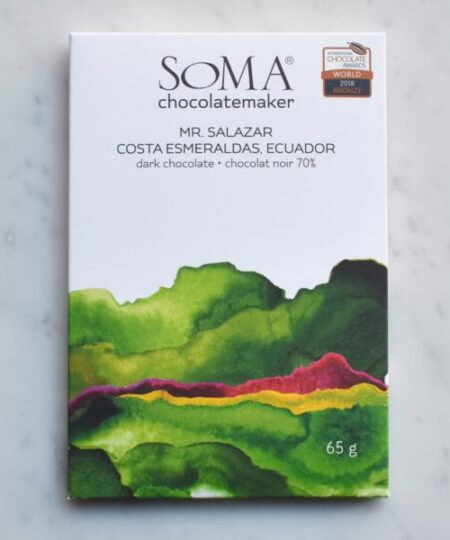 SOMA®
chocolatemaker
INTERNATIONAL
CHOCOLATE
AWARDS
WORLD
2018
BRONZE
MR. SALAZAR
COSTA ESMERALDAS, ECUADOR
dark chocolate • chocolat noir 70%
65 g